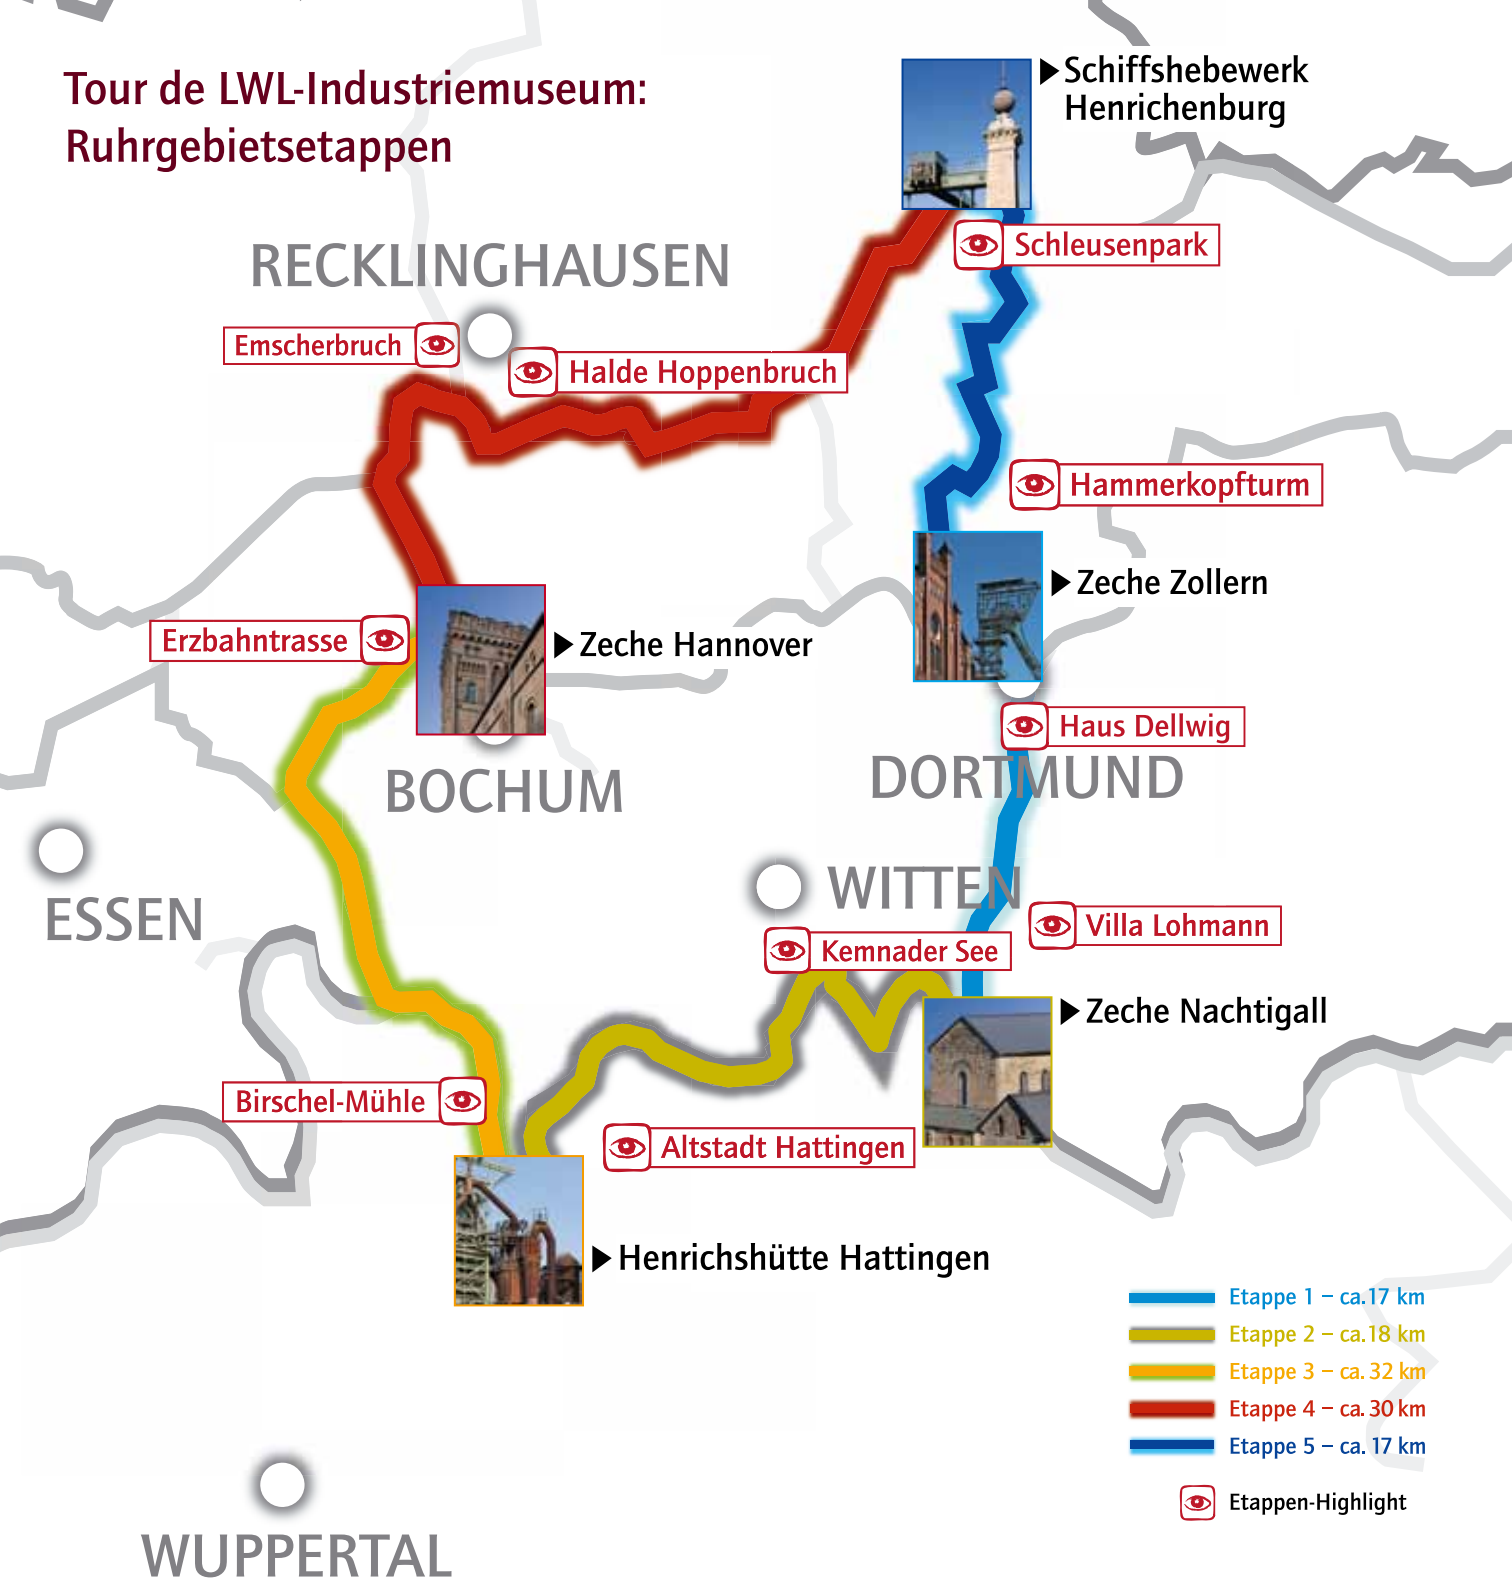 Tour de LWL-Industriemuseum:
Ruhrgebietsetappen
Schiffshebewerk
Henrichenburg
Schleusenpark
RECKLINGHAUSEN
Emscherbruch
Halde Hoppenbruch
Hammerkopfturm
Zeche Zollern
Erzbahntrasse
Zeche Hannover
Haus Dellwig
DORTMUND
BOCHUM
ESSEN
WITTEN
Villa Lohmann
Kemnader See
Zeche Nachtigall
Birschel-Mühle
Altstadt Hattingen
Henrichshütte Hattingen
Etappe 1 – ca.17 km
Etappe 2 – ca.18 km
Etappe 3 – ca. 32 km
Etappe 4 – ca. 30 km
Etappe 5 – ca. 17 km
Etappen-Highlight
WUPPERTAL